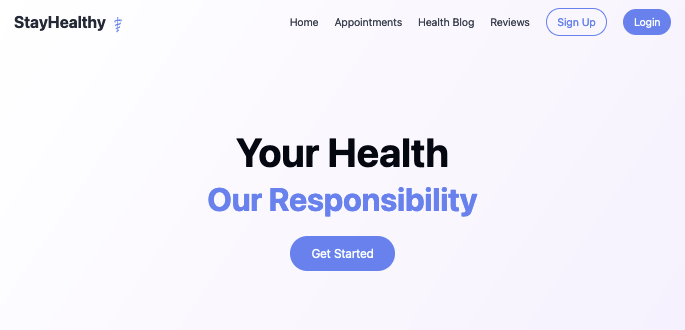 StayHealthy
Home Appointments Health Blog Reviews Sign Up Login
Your Health
Our Responsibility
Get Started